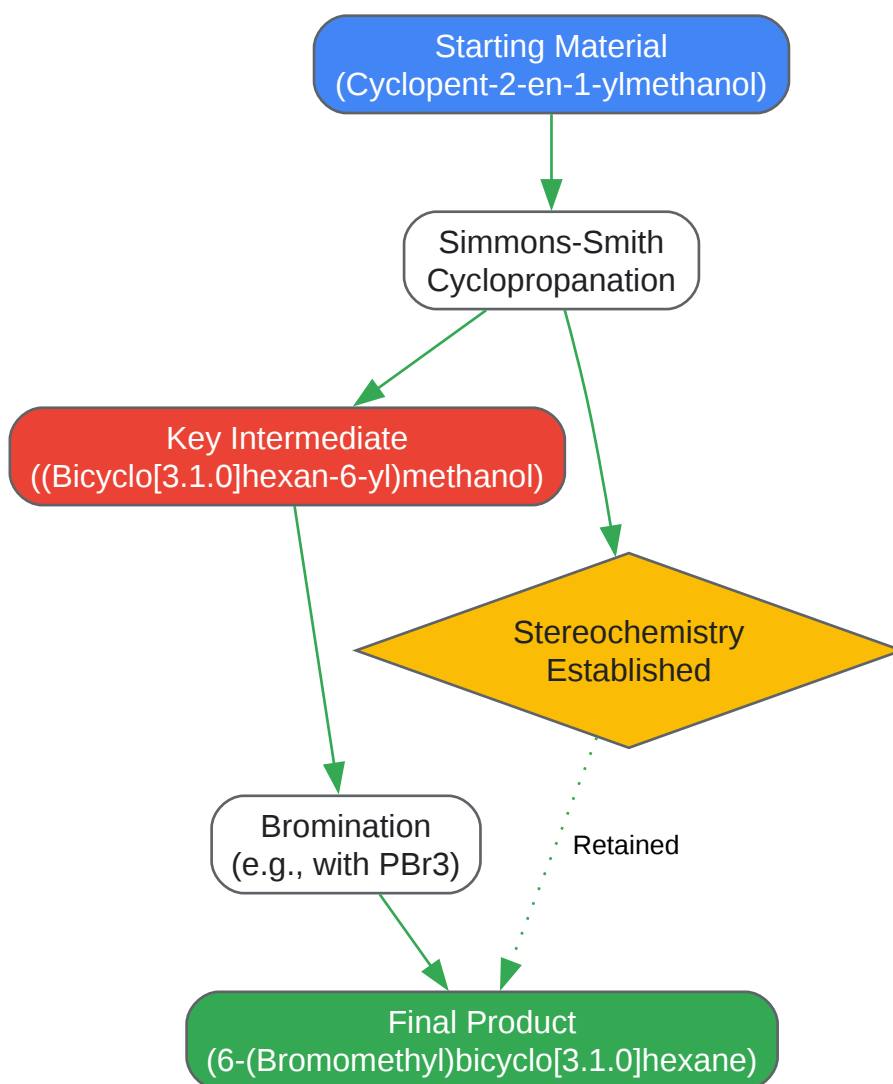 Starting Material
(Cyclopent-2-en-1-ylmethanol)
Simmons-Smith
Cyclopropanation
Key Intermediate
((Bicyclo[3.1.0]hexan-6-yl)methanol)
Stereochemistry
Established
Bromination
(e.g., with PBr3)
Retained
Final Product
(6-(Bromomethyl)bicyclo[3.1.0]hexane)